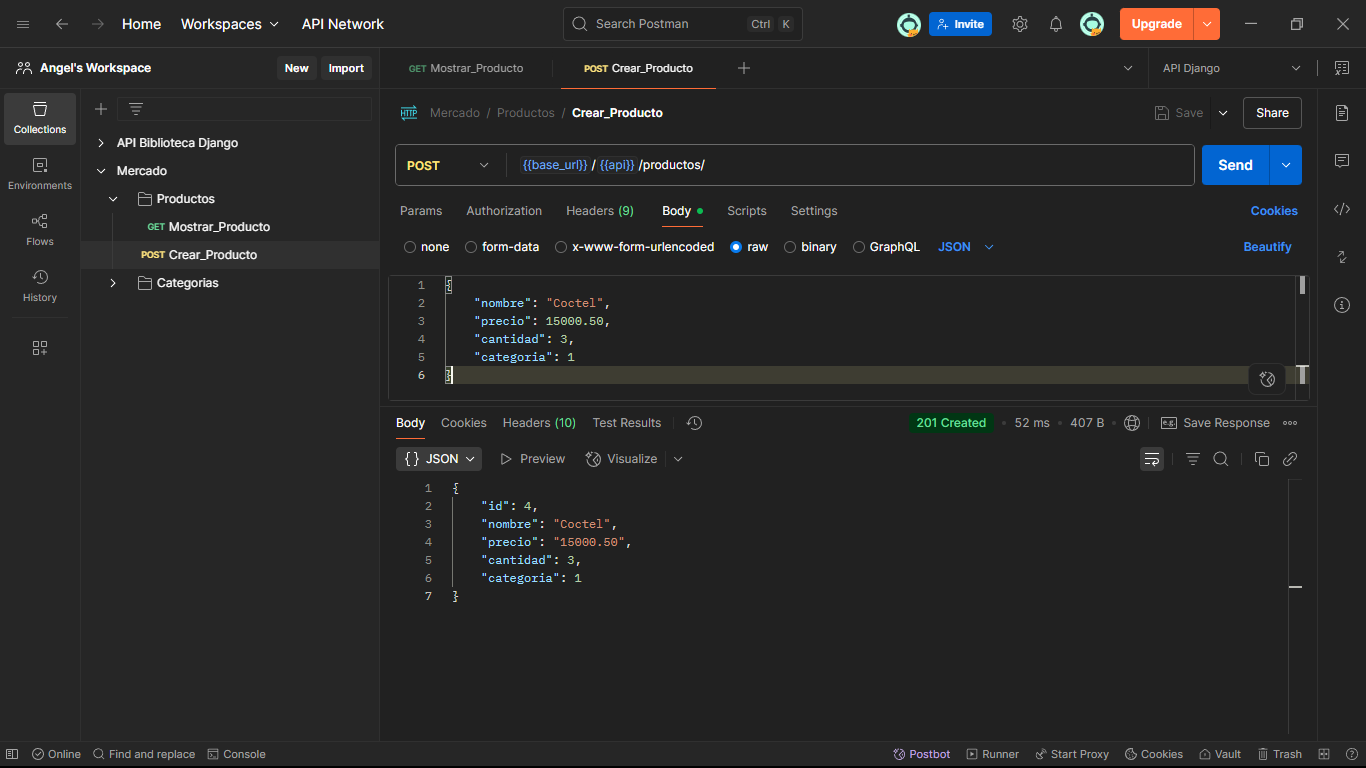 Home Workspaces API Network Search Postman Ctrl K Invite Upgrade
Angel's Workspace New Import GET Mostrar_Producto POST Crear_Producto API Django
Collections
Environments
Flows
History
API Biblioteca Django
Mercado
Productos
GET Mostrar_Producto
POST Crear_Producto
Categorias
HTTP Mercado / Productos / Crear_Producto Save Share
POST {{base_url}} / {{api}} /productos/ Send
Params Authorization Headers (9) Body Scripts Settings Cookies
none form-data x-www-form-urlencoded raw binary GraphQL JSON Beautify
1 {
2 "nombre": "Coctel",
3 "precio": 15000.50,
4 "cantidad": 3,
5 "categoria": 1
6 }
Body Cookies Headers (10) Test Results 201 Created 52 ms 407 B e.g. Save Response
{} JSON Preview Visualize
1 {
2 "id": 4,
3 "nombre": "Coctel",
4 "precio": "15000.50",
5 "cantidad": 3,
6 "categoria": 1
7 }
Online Find and replace Console Postbot Runner Start Proxy Cookies Vault Trash